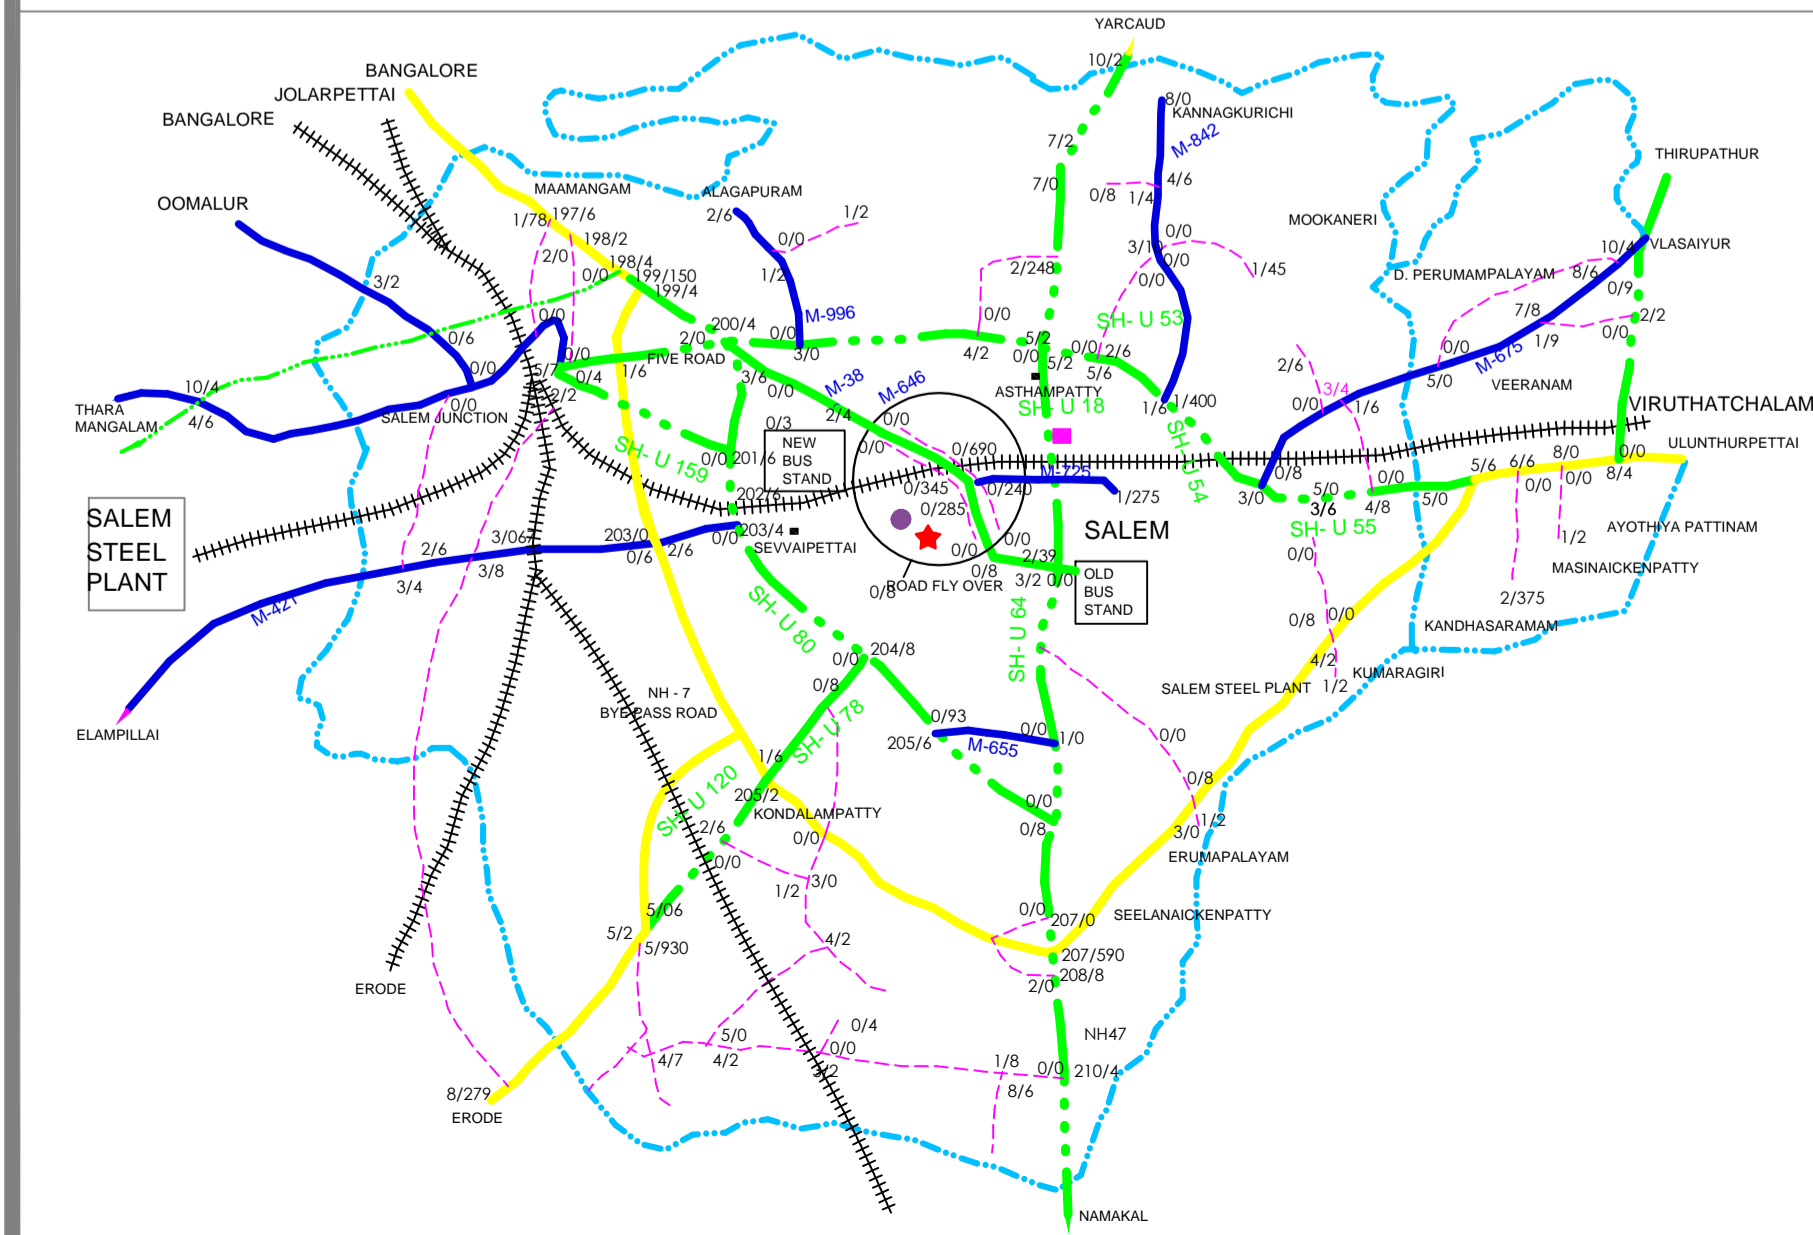 YARCAUD
10/2
BANGALORE
JOLARPETTAI
BANGALORE
8/0
KANNAGKURICHI
M-842
7/2
7/0
THIRUPATHUR
MAAMANGAM
ALAGAPURAM
OOMALUR
1/78
197/6
198/2
2/6
1/2
0/0
0/8
1/4
4/6
MOOKANERI
0/0
3/10
0/0
0/0
1/45
10/4
VLASAIYUR
D. PERUMAMPALAYAM
8/6
0/9
2/0
198/4
0/0
199/150
199/4
1/2
2/248
3/2
0/0
M-996
0/0
SH- U 53
7/8
2/2
0/0
1/9
0/6
2/0
200/4
0/0
3/0
4/2
5/2
0/0
5/2
0/0
2/6
5/6
0/0
M-675
5/0
VEERANAM
0/0
0/0
5/7
0/4
FIVE ROAD
1/6
3/6
0/0
M-38
M-646
ASTHAMPATTY
2/6
3/4
10/4
THARA
MANGALAM
4/6
0/0
SALEM JUNCTION
2/2
2/4
0/0
0/0
SH- U 18
1/6
1/400
0/0
1/6
VIRUTHATCHALAM
ULUNTHURPETTAI
SH- U 159
0/3
NEW
BUS
STAND
0/0
201/6
0/690
M-725
SH- U 54
0/8
0/0
5/6
6/6
8/0
0/0
8/4
0/0
0/0
202/6
0/345
0/240
1/275
3/0
5/0
3/6
4/8
5/0
SALEM
STEEL
PLANT
0/285
SALEM
SH- U 55
AYOTHIYA PATTINAM
2/6
3/067
203/0
0/6
2/6
0/0
203/4
SEVVAIPETTAI
0/0
0/0
1/2
3/4
3/8
0/8
ROAD FLY OVER
0/8
2/39
3/2
0/0
OLD
BUS
STAND
0/0
MASINAICKENPATTY
M-421
SH- U 80
SH- U 64
0/8
0/0
2/375
KANDHASARAMAM
0/0
204/8
4/2
KUMARAGIRI
0/8
SALEM STEEL PLANT
1/2
NH - 7
BYE PASS ROAD
SH- U 78
0/93
205/6
M-655
0/0
1/0
0/0
ELAMPILLAI
1/6
0/8
SH- U 120
205/2
KONDALAMPATTY
0/0
0/8
2/6
0/0
1/2
3/0
ERUMAPALAYAM
0/0
1/2
3/0
5/06
5/2
5/930
4/2
0/0
207/0
SEELANAICKENPATTY
207/590
208/8
2/0
ERODE
0/4
NH47
5/0
4/7
4/2
0/0
3/2
1/8
8/6
0/0
210/4
8/279
ERODE
NAMAKAL